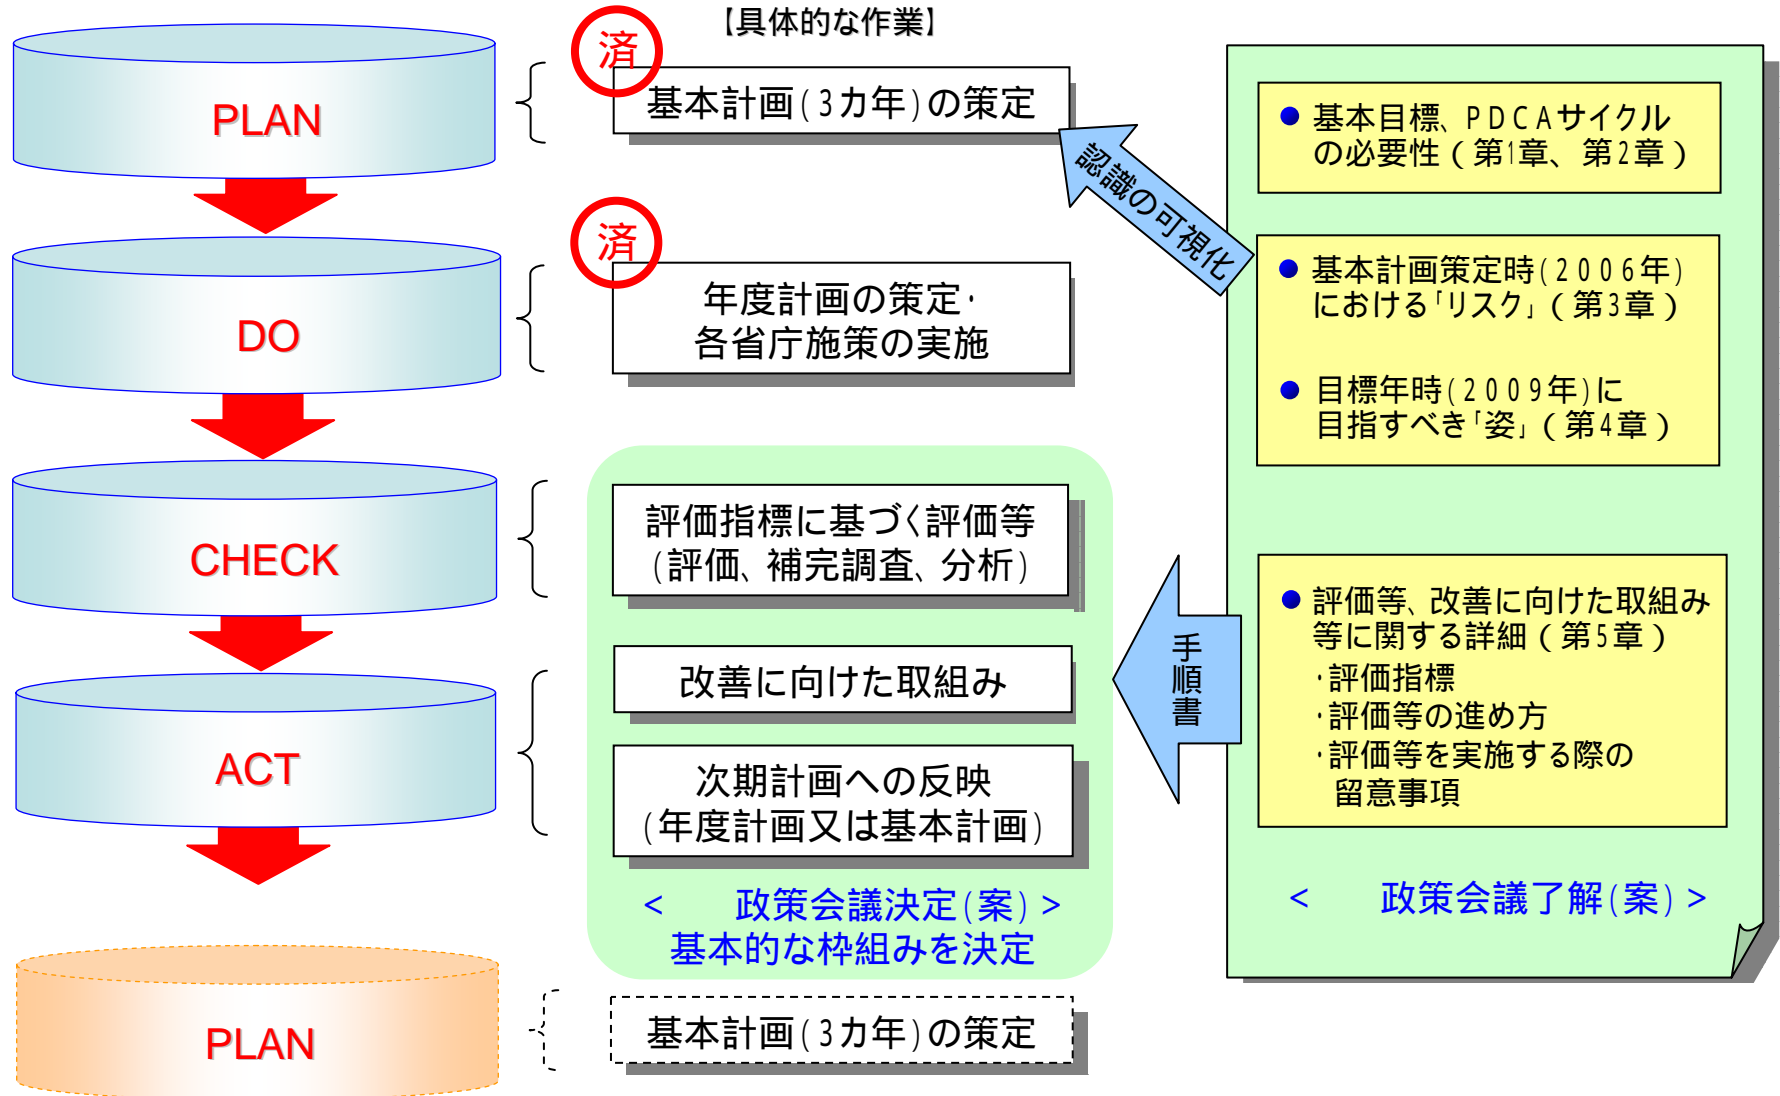 【具体的な作業】
PLAN
済
基本計画(3カ年)の策定
DO
済
年度計画の策定・
各省庁施策の実施
CHECK
評価指標に基づく評価等
(評価、補完調査、分析)
ACT
改善に向けた取組み
次期計画への反映
(年度計画又は基本計画)
< 政策会議決定(案)>
基本的な枠組みを決定
PLAN
基本計画(3カ年)の策定
認識の可視化
手順書
基本目標、PDCAサイクル
の必要性(第1章、第2章)
基本計画策定時(2006年)
における「リスク」(第3章)
目標年時(2009年)に
目指すべき「姿」(第4章)
評価等、改善に向けた取組み
等に関する詳細(第5章)
・評価指標
・評価等の進め方
・評価等を実施する際の
留意事項
< 政策会議了解(案)>